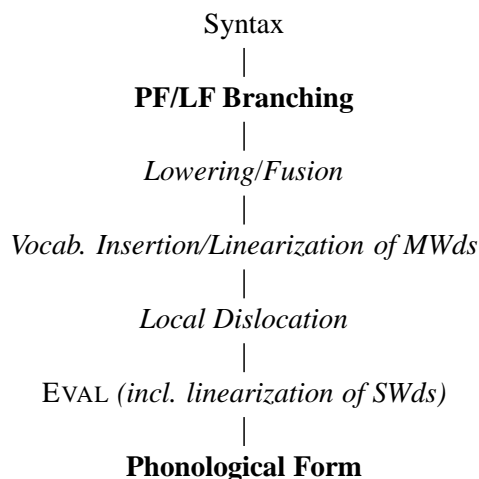 Syntax
PF/LF Branching
Lowering/Fusion
Vocab. Insertion/Linearization of MWds
Local Dislocation
EVAL (incl. linearization of SWds)
Phonological Form